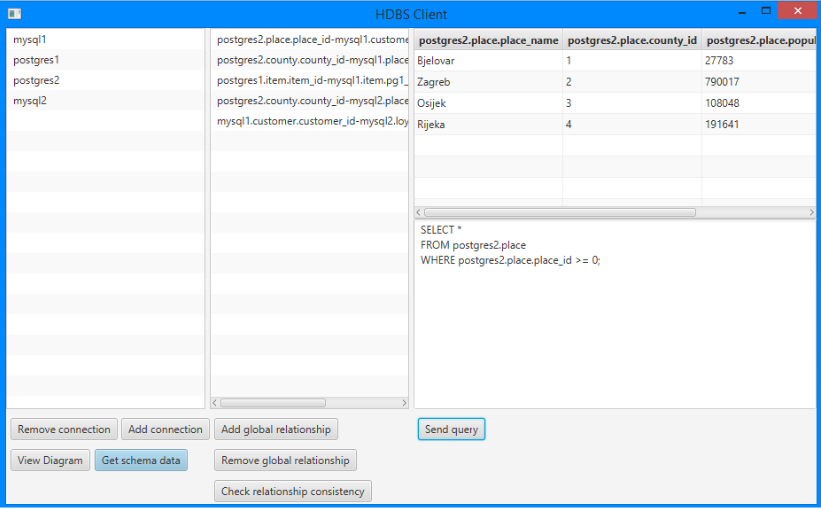 HDBS Client
mysql1
postgres1
postgres2
mysql2
postgres2.place.place_id-mysql1.custome
postgres2.county.county_id-mysql1.place
postgres1.item.item_id-mysql1.item.pg1_
postgres2.county.county_id-mysql2.place
mysql1.customer.customer_id-mysql2.loy
postgres2.place.place_name postgres2.place.county_id postgres2.place.popul
Bjelovar 1 27783
Zagreb 2 790017
Osijek 3 108048
Rijeka 4 191641
SELECT *
FROM postgres2.place
WHERE postgres2.place.place_id >= 0;
Remove connection Add connection Add global relationship Send query
View Diagram Get schema data Remove global relationship
Check relationship consistency